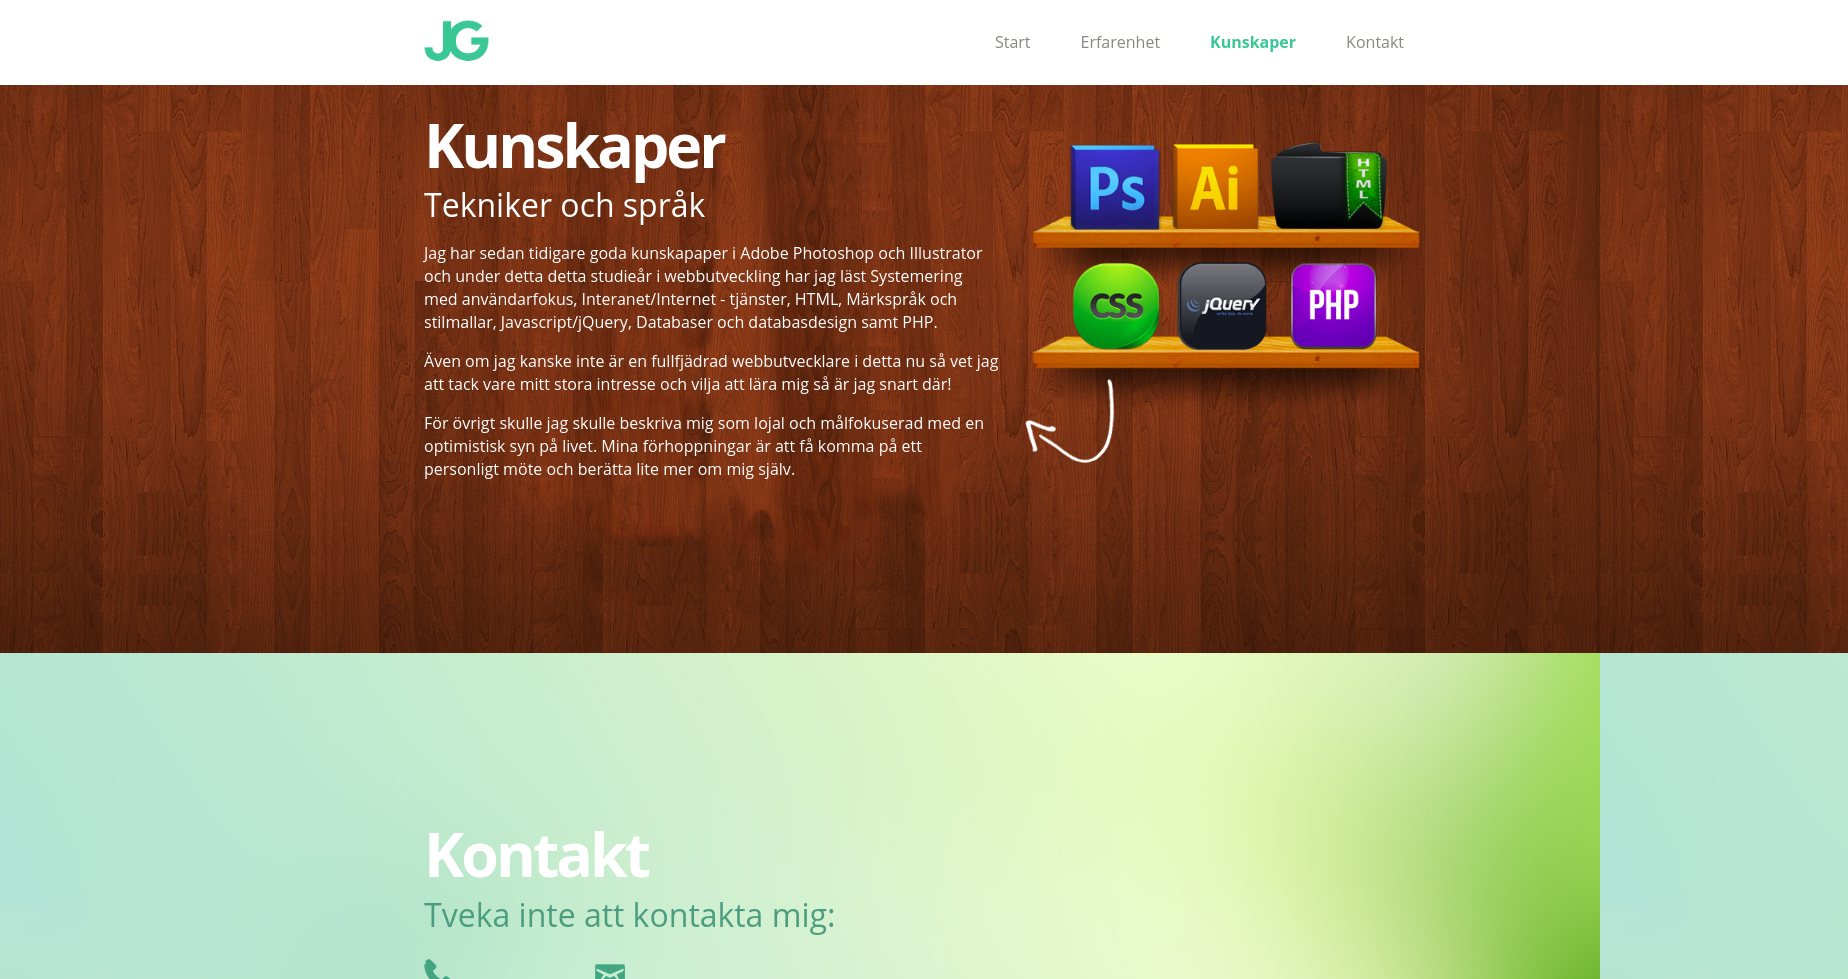 JG
Start Erfarenhet Kunskaper Kontakt
Kunskaper
Tekniker och språk
Jag har sedan tidigare goda kunskapaper i Adobe Photoshop och Illustrator
och under detta detta studieår i webbutveckling har jag läst Systemering
med användarfokus, Interanet/Internet - tjänster, HTML, Märkspråk och
stilmallar, Javascript/jQuery, Databaser och databasdesign samt PHP.
Även om jag kanske inte är en fullfjädrad webbutvecklare i detta nu så vet jag
att tack vare mitt stora intresse och vilja att lära mig så är jag snart där!
För övrigt skulle jag skulle beskriva mig som lojal och målfokuserad med en
optimistisk syn på livet. Mina förhoppningar är att få komma på ett
personligt möte och berätta lite mer om mig själv.
Ps Ai HTML
CSS jQuery PHP
Kontakt
Tveka inte att kontakta mig: